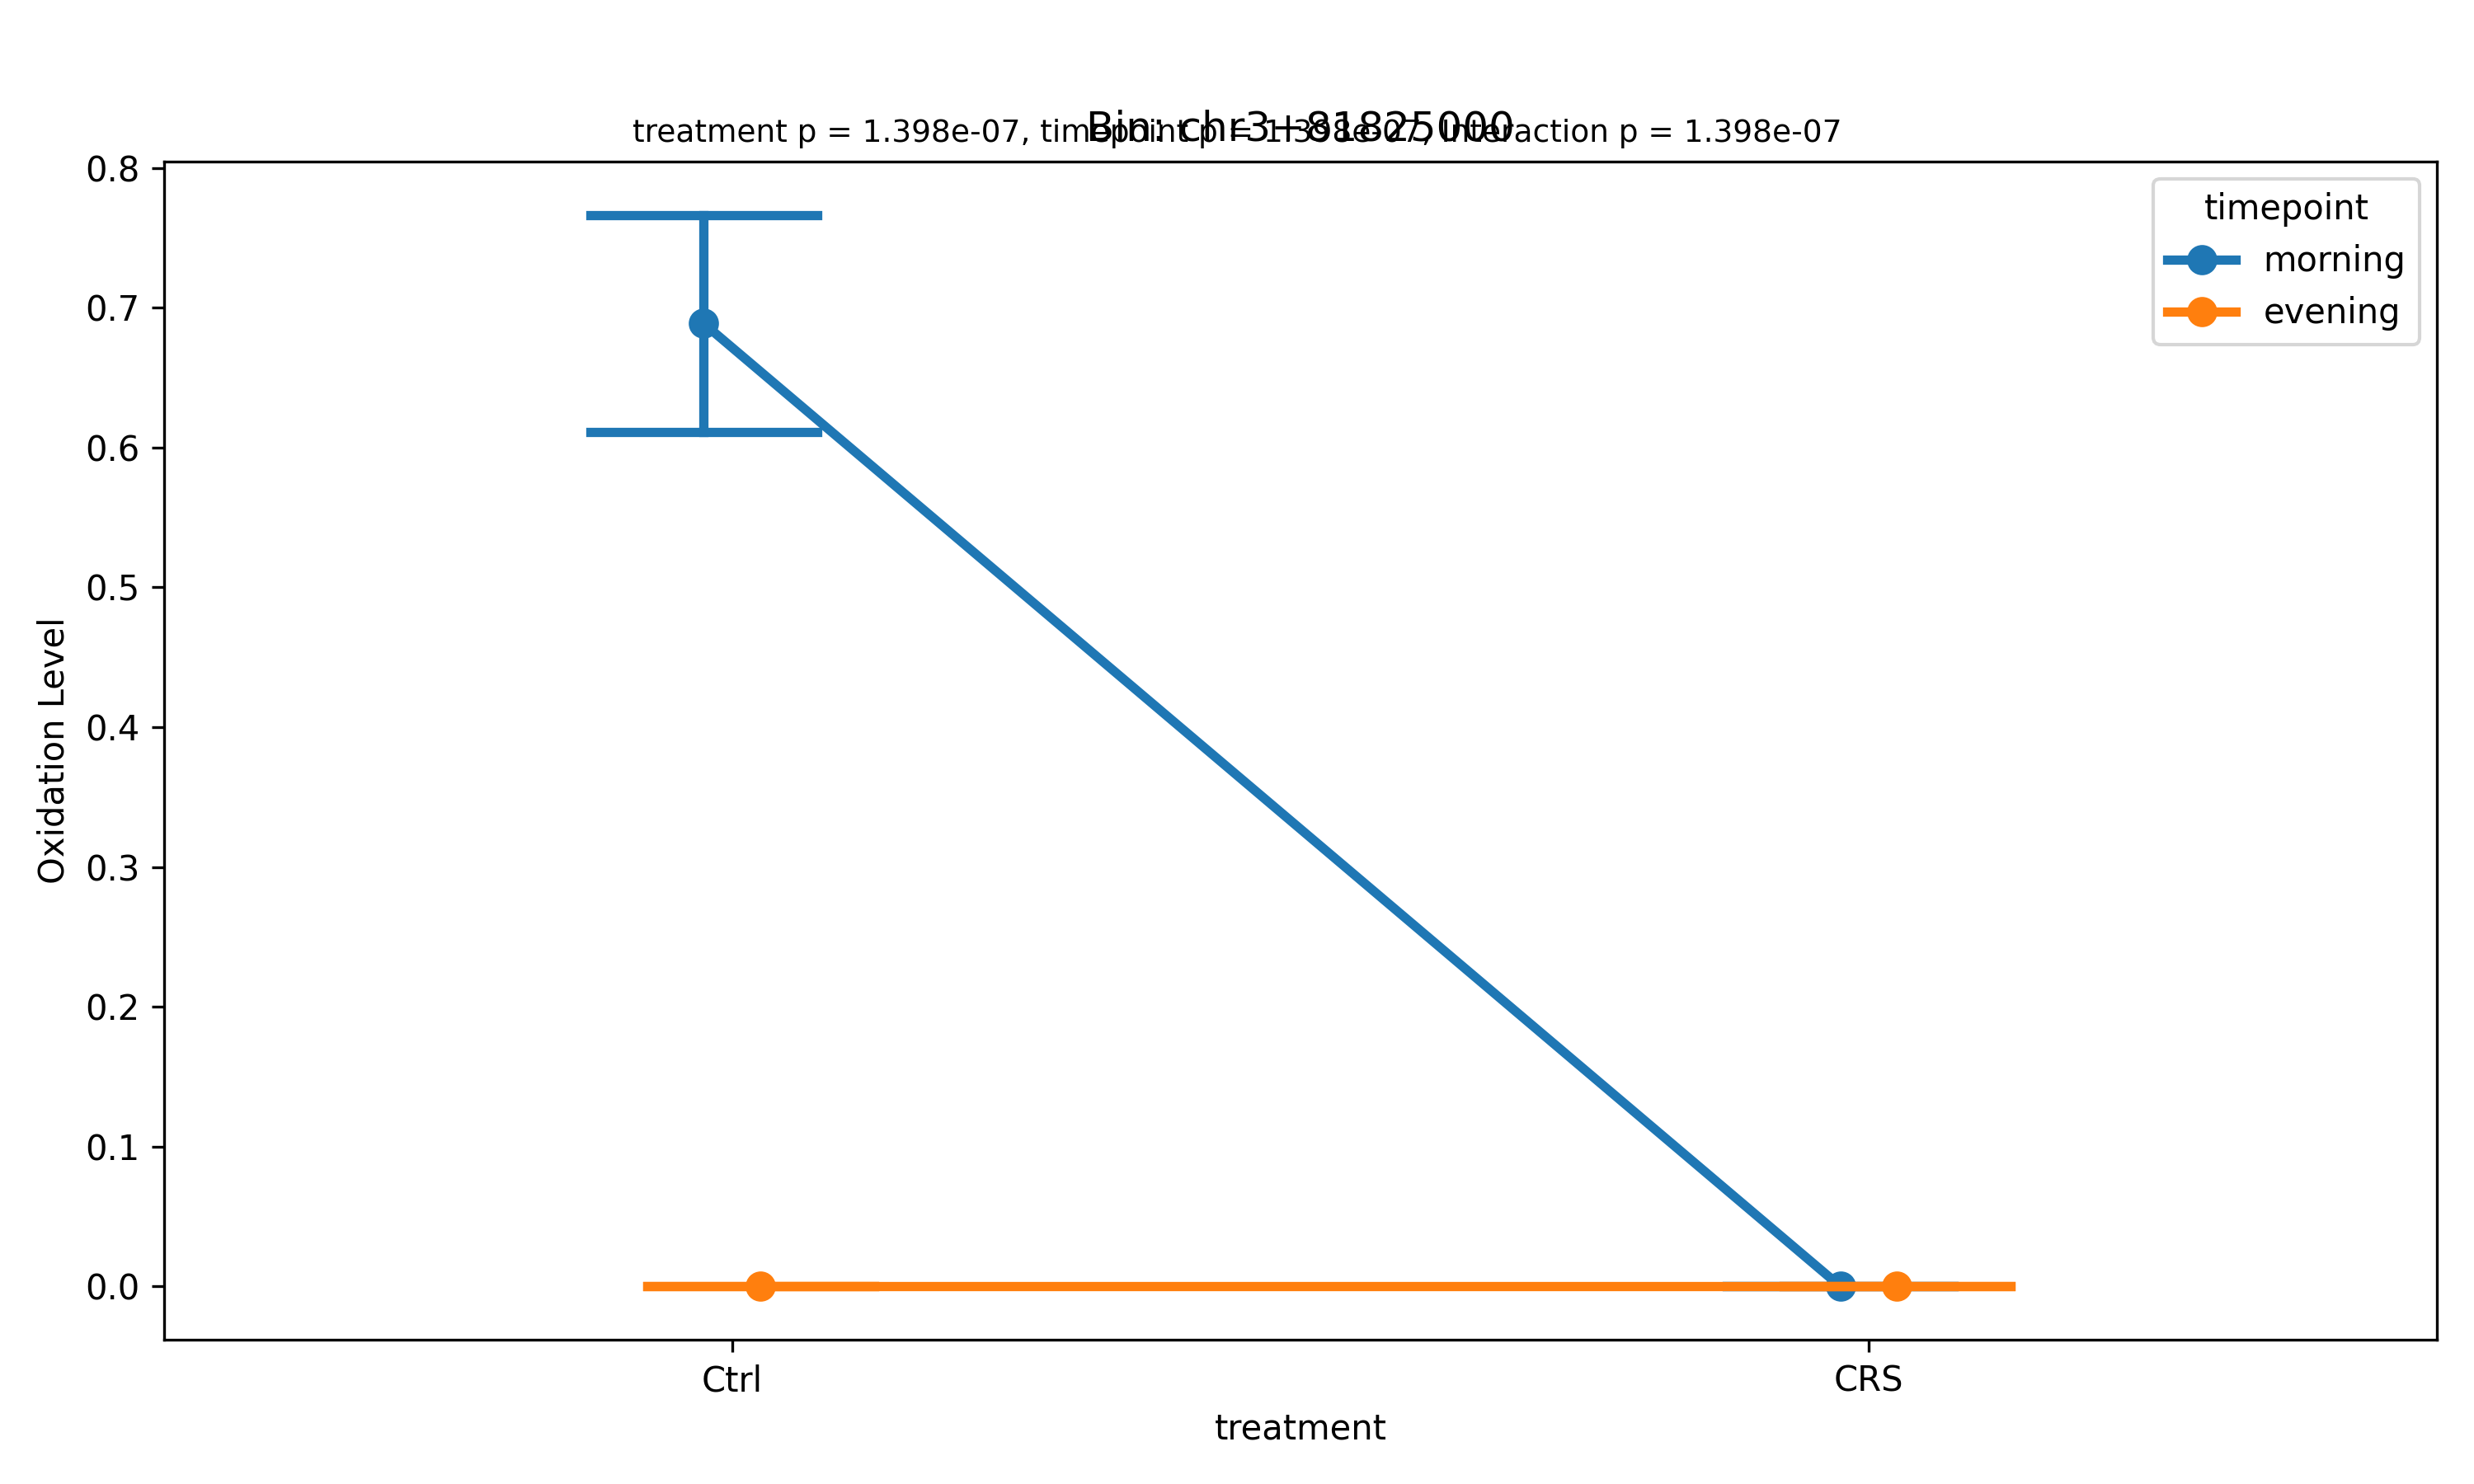 Bin: chr3+81825000
treatment p = 1.398e-07, timepoint p = 1.398e-07, interaction p = 1.398e-07
0.8
0.7
0.6
0.5
0.4
0.3
0.2
0.1
0.0
Oxidation Level
timepoint
morning
evening
Ctrl
CRS
treatment